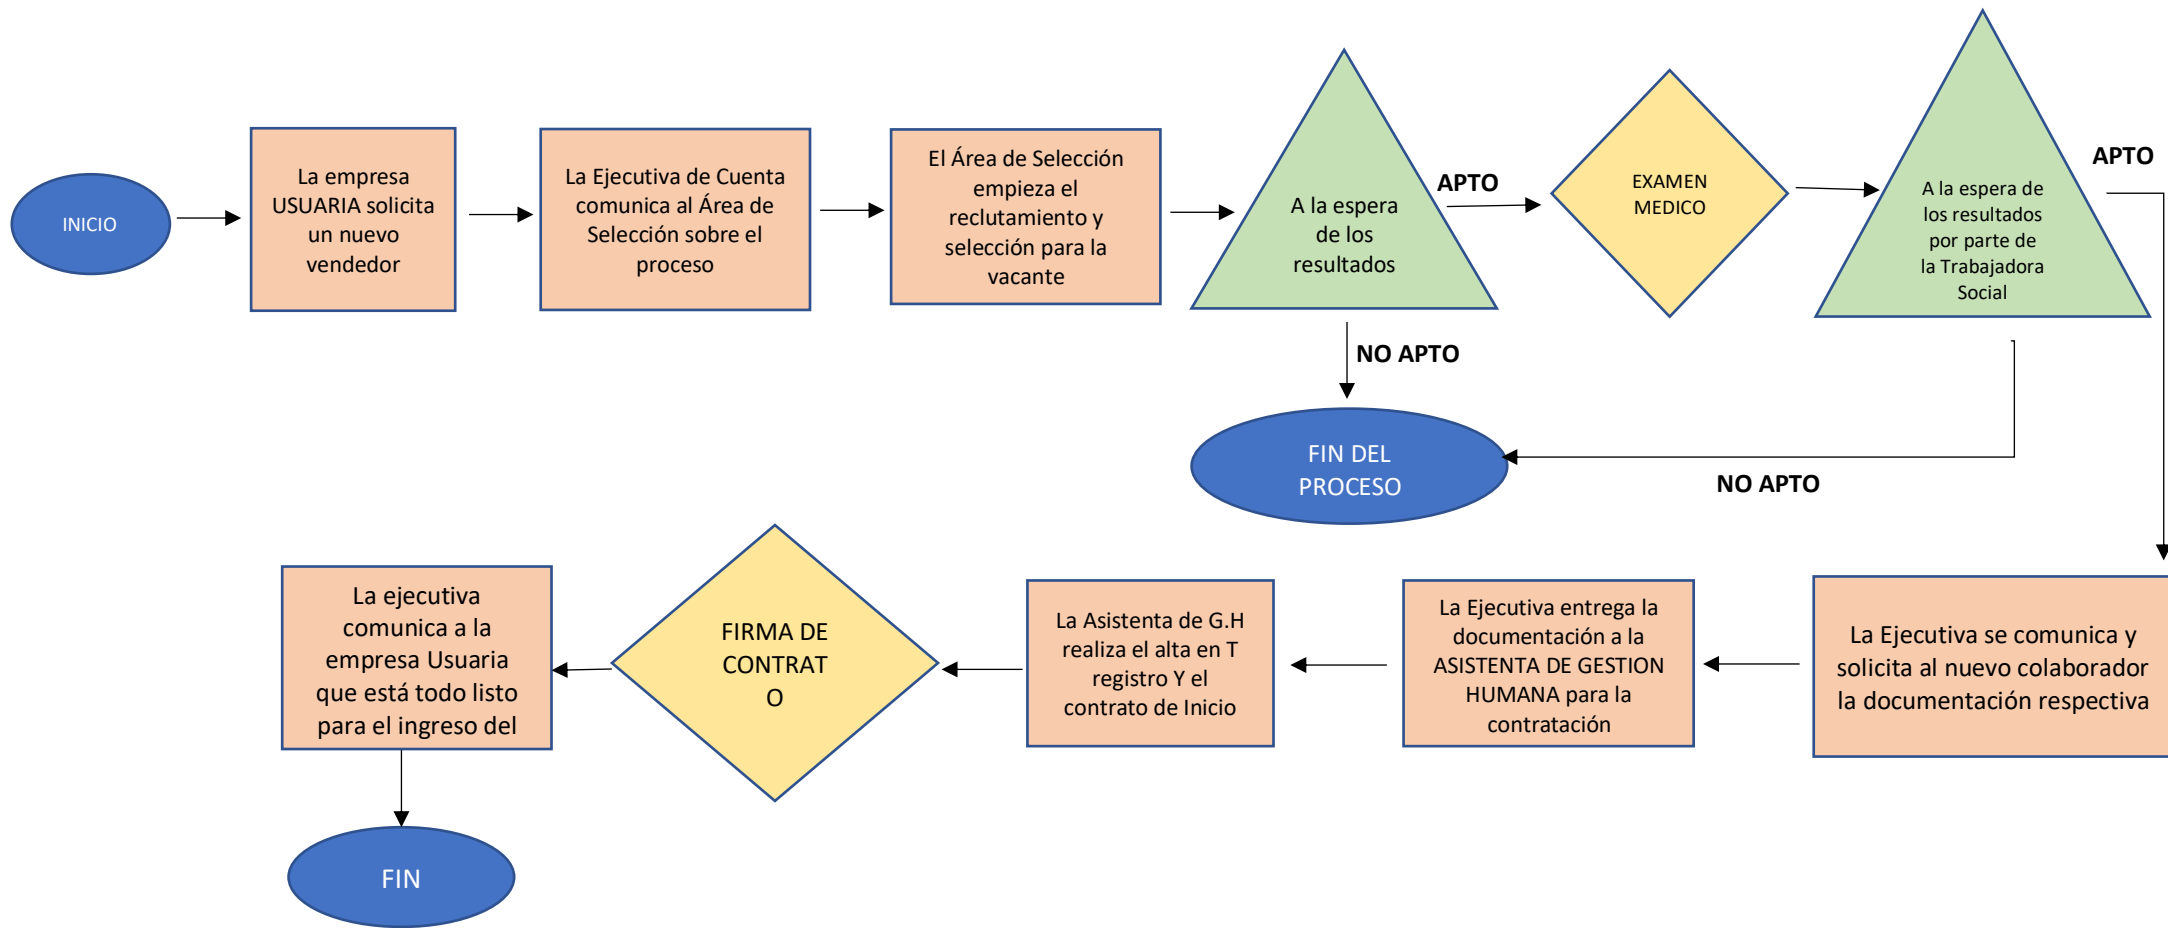 INICIO
La empresa
USUARIA solicita
un nuevo
vendedor
La Ejecutiva de Cuenta
comunica al Área de
Selección sobre el
proceso
El Área de Selección
empieza el
reclutamiento y
selección para la
vacante
A la espera
de los
resultados
APTO
EXAMEN
MEDICO
A la espera de
los resultados
por parte de
la Trabajadora
Social
APTO
NO APTO
FIN DEL
PROCESO
NO APTO
La Ejecutiva se comunica y
solicita al nuevo colaborador
la documentación respectiva
La Ejecutiva entrega la
documentación a la
ASISTENTA DE GESTION
HUMANA para la
contratación
La Asistenta de G.H
realiza el alta en T
registro Y el
contrato de Inicio
FIRMA DE
CONTRAT
O
La ejecutiva
comunica a la
empresa Usuaria
que está todo listo
para el ingreso del
FIN